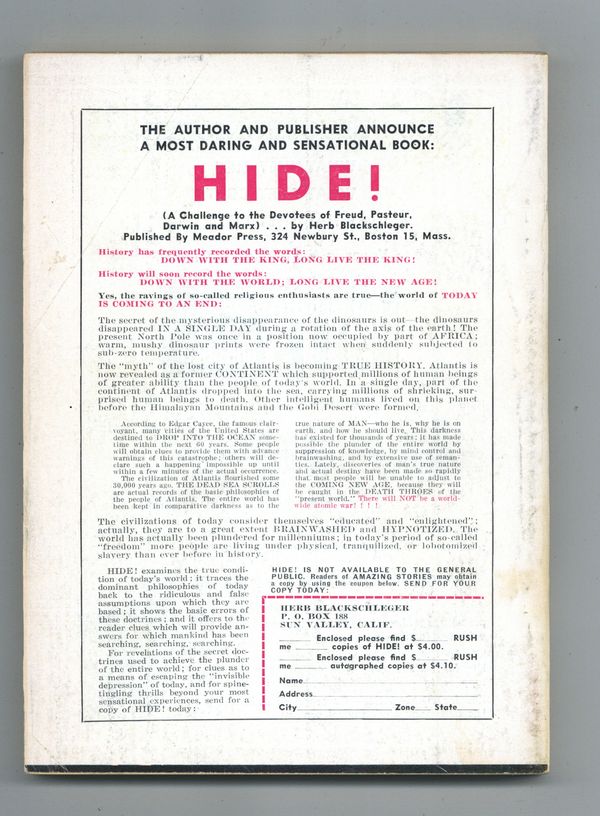 THE AUTHOR AND PUBLISHER ANNOUNCE
A MOST DARING AND SENSATIONAL BOOK:
HIDE!
(A Challenge to the Devotees of Freud, Pasteur,
Darwin and Marx) . . . by Herb Blackschleger.
Published By Meador Press, 324 Newbury St., Boston 15, Mass.
History has frequently recorded the words:
DOWN WITH THE KING, LONG LIVE THE KING!
History will soon record the words:
DOWN WITH THE WORLD; LONG LIVE THE NEW AGE!
Yes, the ravings of so-called religious enthusiasts are true—the world of TODAY
IS COMING TO AN END:
The secret of the mysterious disappearance of the dinosaurs is out—the dinosaurs
disappeared IN A SINGLE DAY during a rotation of the axis of the earth! The
present North Pole was once in a position now occupied by part of AFRICA;
warm, mushy dinosaur prints were frozen intact when suddenly subjected to
sub-zero temperature.
The "myth" of the lost city of Atlantis is becoming TRUE HISTORY. Atlantis is
now revealed as a former CONTINENT which supported millions of human beings
of greater ability than the people of today's world. In a single day, part of the
continent of Atlantis dropped into the sea, carrying millions of shrieking, sur-
prised human beings to death. Other intelligent humans lived on this planet
before the Himalayan Mountains and the Gobi Desert were formed.
According to Edgar Cayce, the famous clair-
voyant, many cities of the United States are
destined to DROP INTO THE OCEAN some-
time within the next 60 years. Some people
will obtain clues to provide them with advance
warnings of this catastrophe; others will de-
clare such a happening impossible up until
within a few minutes of the actual occurrence.
The civilization of Atlantis flourished some
30,000 years ago. THE DEAD SEA SCROLLS
are actual records of the basic philosophies of
the people of Atlantis. The entire world has
been kept in comparative darkness as to the
true nature of MAN—who he is, why he is on
earth, and how he should live. This darkness
has existed for thousands of years; it has made
possible the plunder of the entire world by
suppression of knowledge, by mind control and
brainwashing, and by extensive use of seman-
tics. Lately, discoveries of man's true nature
and actual destiny have been made so rapidly
that most people will be unable to adjust to
the COMING NEW AGE, because they will
be caught in the DEATH THROES of the
"present world." There will NOT be a world-
wide atomic war! ! ! !
The civilizations of today consider themselves "educated" and "enlightened";
actually, they are to a great extent BRAINWASHED and HYPNOTIZED. The
world has actually been plundered for millenniums; in today's period of so-called
"freedom" more people are living under physical, tranquilized, or lobotomized
slavery than ever before in history.
HIDE! examines the true condi-
tion of today's world; it traces the
dominant philosophies of today
back to the ridiculous and false
assumptions upon which they are
based; it shows the basic errors of
these doctrines; and it offers to the
reader clues which will provide an-
swers for which mankind has been
searching, searching, searching.
For revelations of the secret doc-
trines used to achieve the plunder
of the entire world; for clues as to
a means of escaping the "invisible
depression" of today, and for spine-
tingling thrills beyond your most
sensational experiences, send for a
copy of HIDE! today:
HIDE! IS NOT AVAILABLE TO THE GENERAL
PUBLIC. Readers of AMAZING STORIES may obtain
a copy by using the coupon below. SEND FOR YOUR
COPY TODAY:
HERB BLACKSCHLEGER
P. O. BOX 188
SUN VALLEY, CALIF.
Enclosed please find $ RUSH
me copies of HIDE! at $4.00.
Enclosed please find $ RUSH
me autographed copies at $4.10.
Name
Address
City Zone State